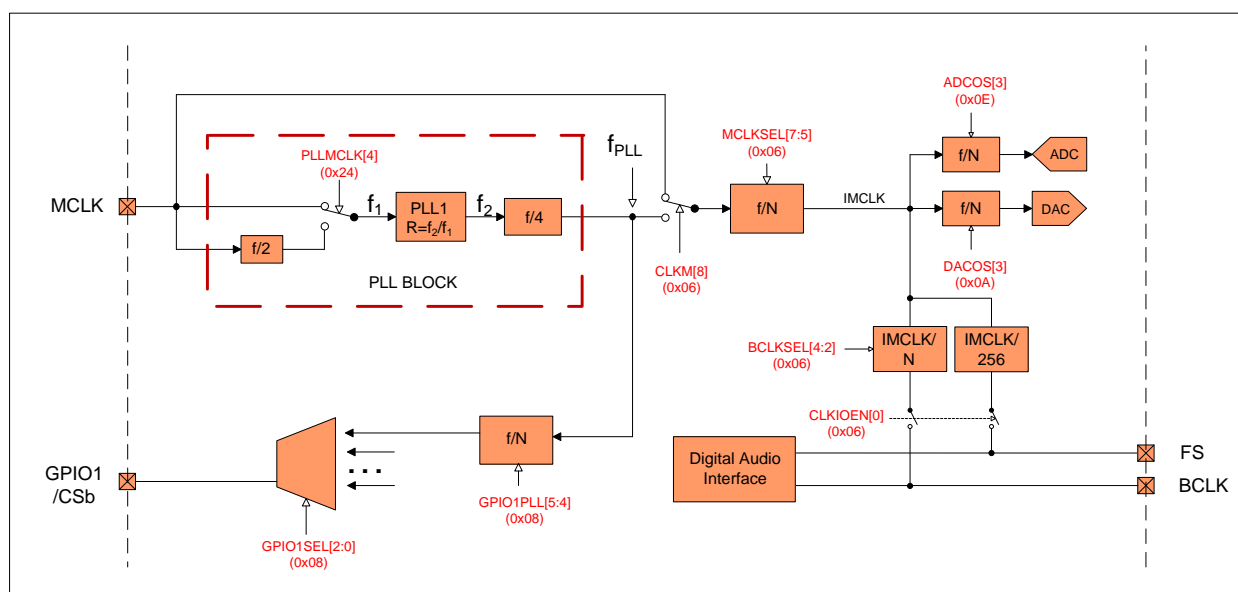 ADCOS[3]
(0x0E)
MCLKSEL[7:5]
(0x06)
f/N
ADC
PLLMCLK[4]
(0x24)
fPLL
MCLK
f1
PLL1
R=f2/f1
f2
f/4
f/N
IMCLK
f/N
DAC
f/2
PLL BLOCK
CLKM[8]
(0x06)
DACOS[3]
(0x0A)
BCLKSEL[4:2]
(0x06)
IMCLK/
N
IMCLK/
256
CLKIOEN[0]
(0x06)
GPIO1
/CSb
...
f/N
Digital Audio
Interface
FS
BCLK
GPIO1PLL[5:4]
(0x08)
GPIO1SEL[2:0]
(0x08)